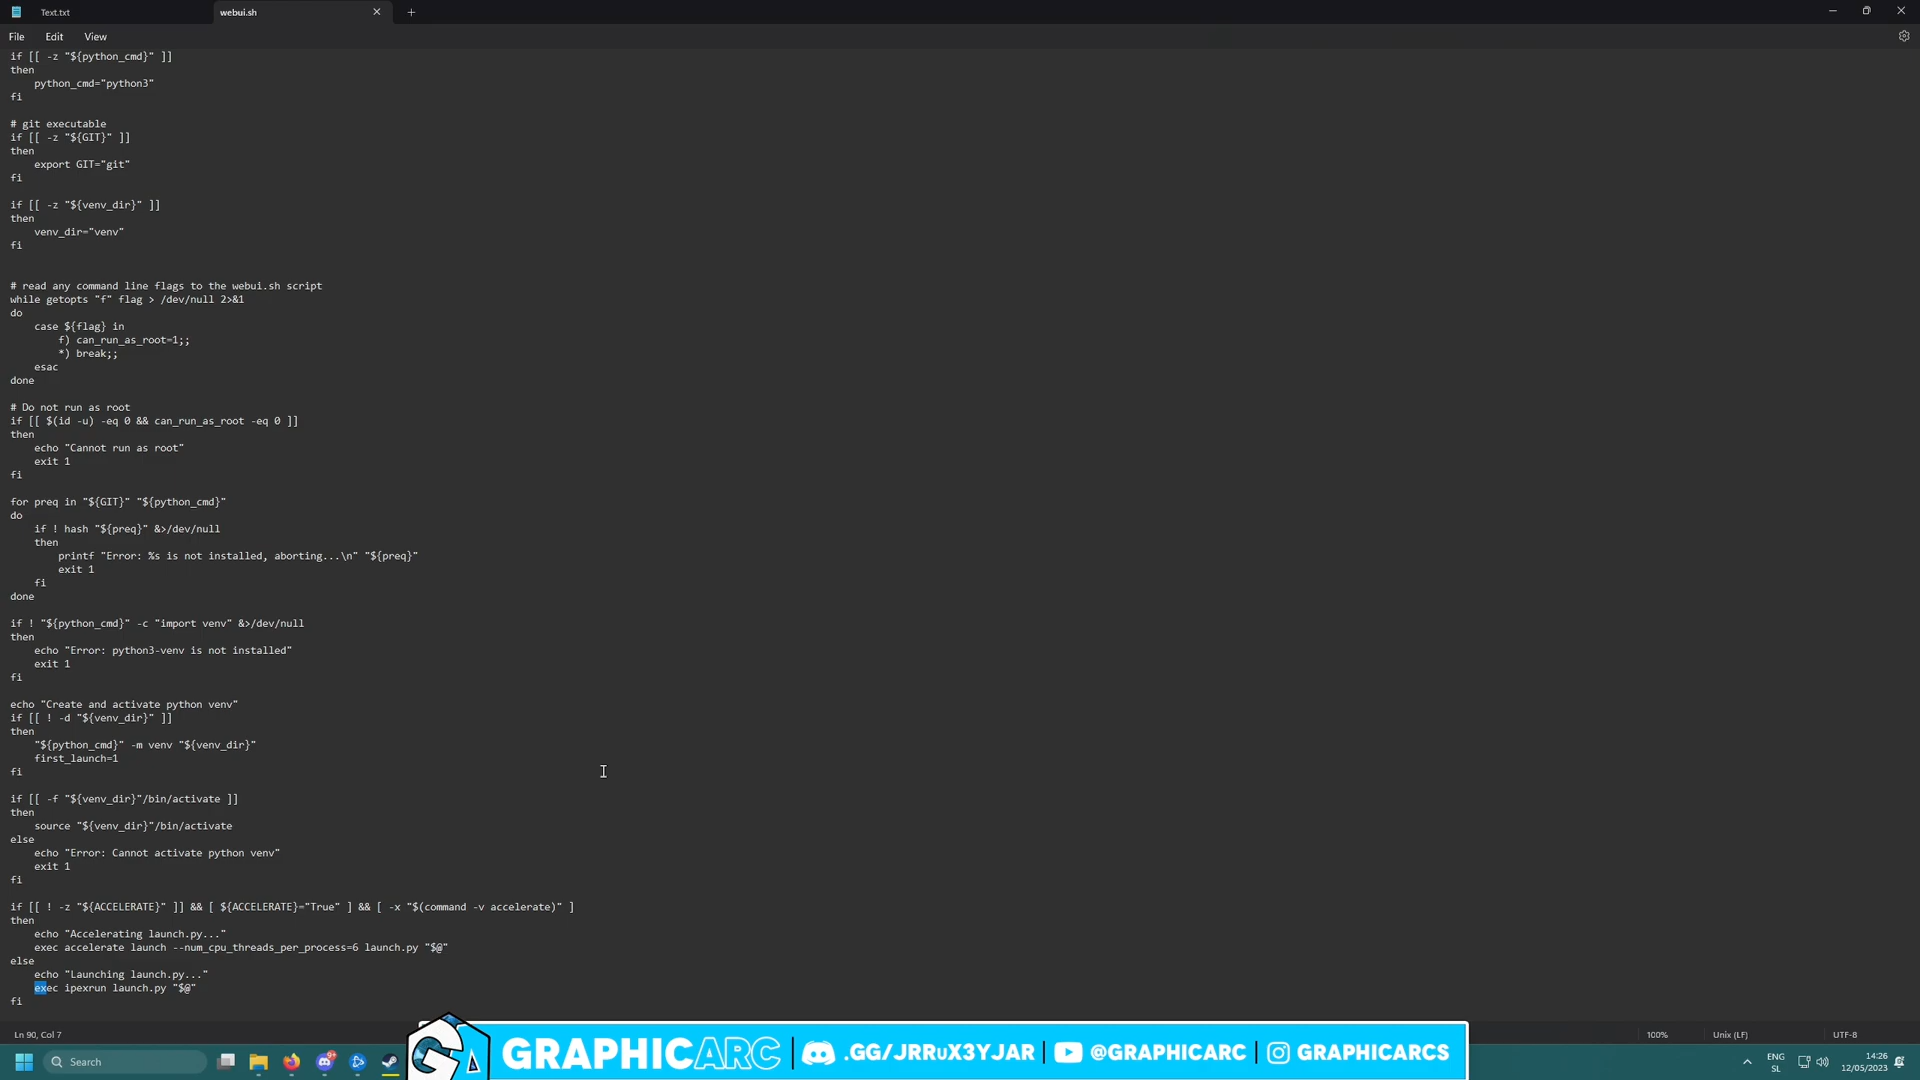 Text.txt
webui.sh
File Edit View
if [[ -z "${python_cmd}" ]]
then
    python_cmd="python3"
fi
# git executable
if [[ -z "${GIT}" ]]
then
    export GIT="git"
fi
if [[ -z "${venv_dir}" ]]
then
    venv_dir="venv"
fi
# read any command line flags to the webui.sh script
while getopts "f" flag > /dev/null 2>&1
do
    case ${flag} in
        f) can_run_as_root=1;;
        *) break;;
    esac
done
# Do not run as root
if [[ $(id -u) -eq 0 && can_run_as_root -eq 0 ]]
then
    echo "Cannot run as root"
    exit 1
fi
for preq in "${GIT}" "${python_cmd}"
do
    if ! hash "${preq}" &>/dev/null
    then
        printf "Error: %s is not installed, aborting...\n" "${preq}"
        exit 1
    fi
done
if ! "${python_cmd}" -c "import venv" &>/dev/null
then
    echo "Error: python3-venv is not installed"
    exit 1
fi
echo "Create and activate python venv"
if [[ ! -d "${venv_dir}" ]]
then
    "${python_cmd}" -m venv "${venv_dir}"
    first_launch=1
fi
if [[ -f "${venv_dir}"/bin/activate ]]
then
    source "${venv_dir}"/bin/activate
else
    echo "Error: Cannot activate python venv"
    exit 1
fi
if [[ ! -z "${ACCELERATE}" ]] && [ ${ACCELERATE}="True" ] && [ -x "$(command -v accelerate)" ]
then
    echo "Accelerating launch.py..."
    exec accelerate launch --num_cpu_threads_per_process=6 launch.py "$@"
else
    echo "Launching launch.py..."
    exec ipexrun launch.py "$@"
fi
Ln 90, Col 7
100%
Unix (LF)
UTF-8
Search
GRAPHICARC
.GG/JRRuX3YJAR
@GRAPHICARC
GRAPHICARCS
ENG
SL
14:26
12/05/2023